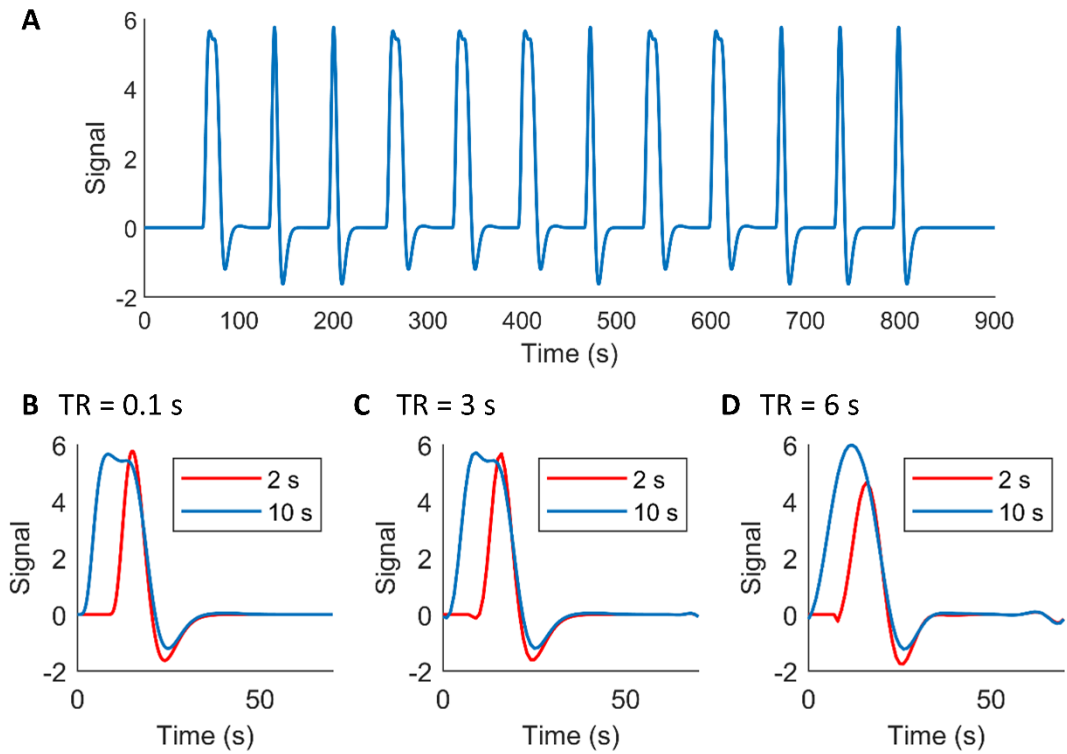 A
6
4
2
0
-2
Signal
0 100 200 300 400 500 600 700 800 900
Time (s)
B TR = 0.1 s
6
4
2
0
-2
Signal
2 s
10 s
0 50
Time (s)
C TR = 3 s
6
4
2
0
-2
Signal
2 s
10 s
0 50
Time (s)
D TR = 6 s
6
4
2
0
-2
Signal
2 s
10 s
0 50
Time (s)